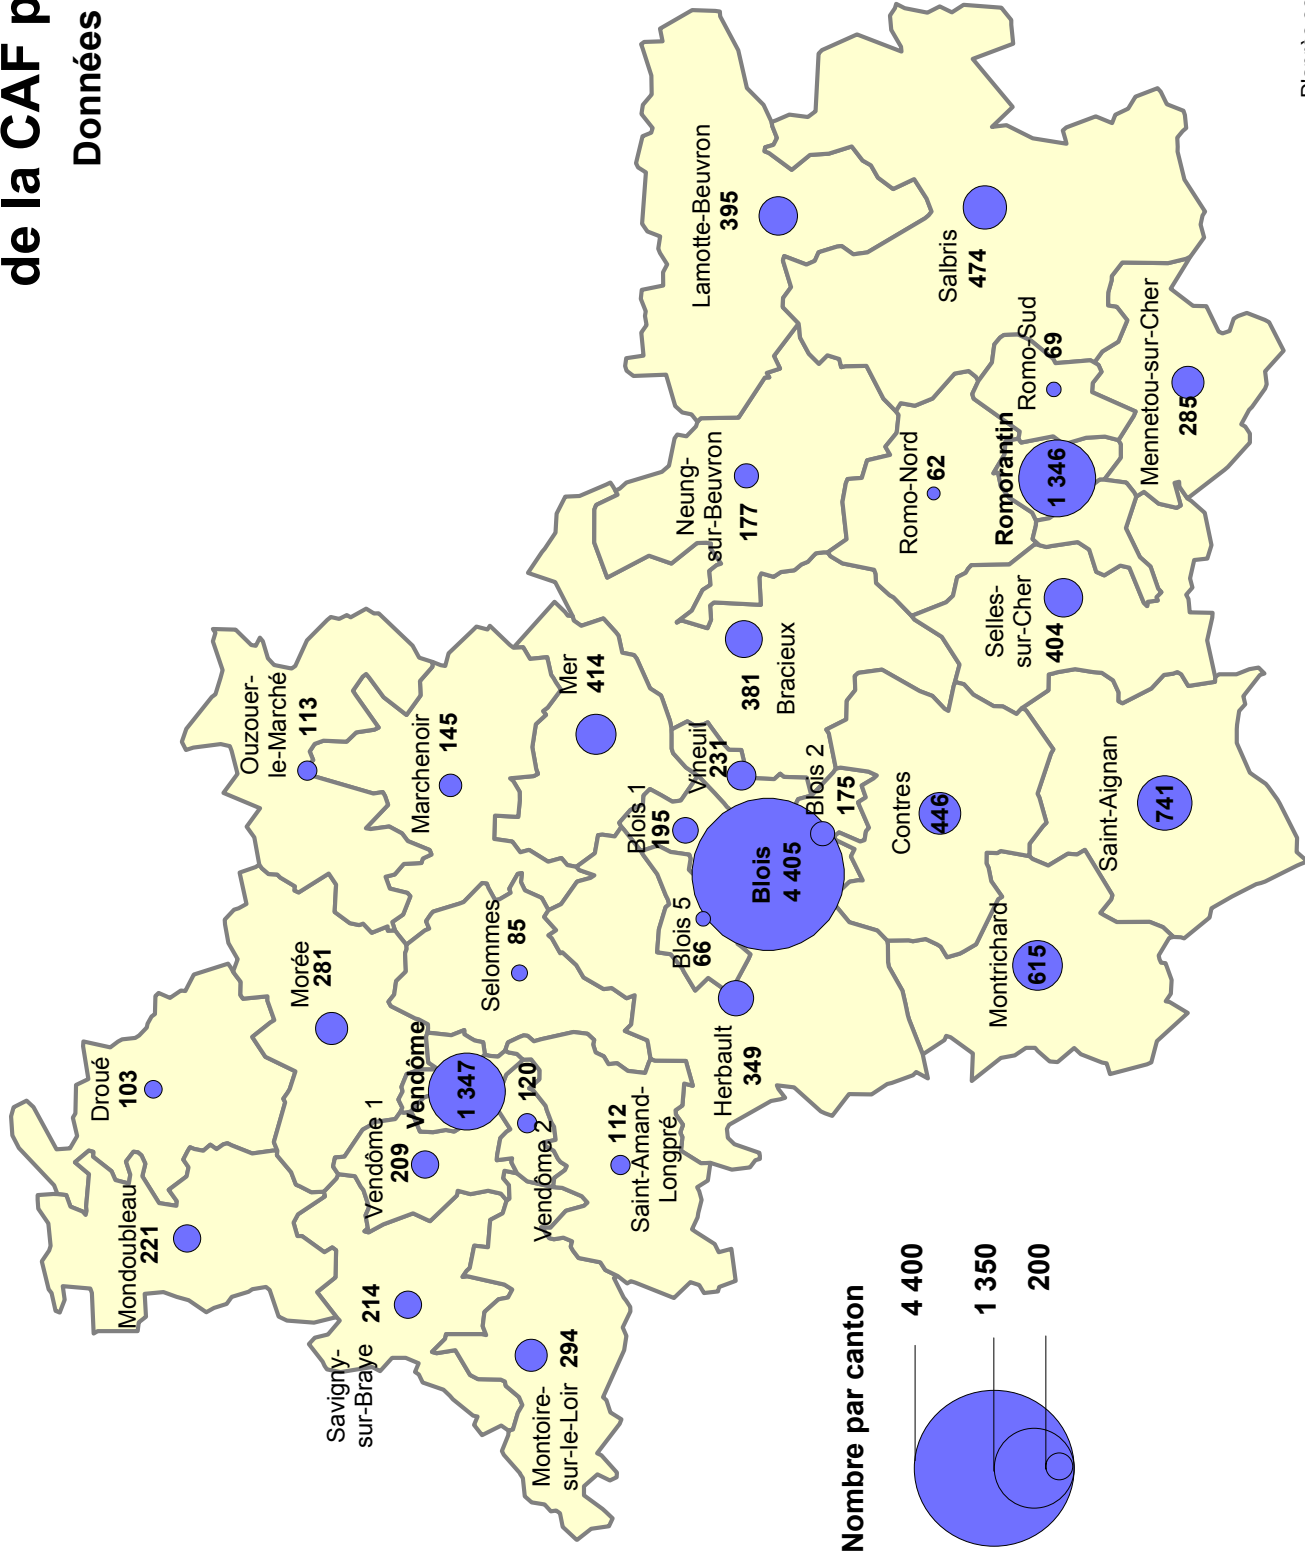 de la CAF p
Données
Mondoubleau
221
Droué
103
Morée
281
Ouzouer-
le-Marché
113
Marchenoir
145
Savigny-
sur-Braye
214
Vendôme 1
209
Vendôme
1 347
Vendôme 2
120
Selommes
85
Montoire-
sur-le-Loir
294
Saint-Amand-
Longpré
112
Mer
414
Herbault
349
Blois 5
66
Blois 1
195
Blois
4 405
Blois 2
175
Vineuil
231
Bracieux
381
Neung-
sur-Beuvron
177
Lamotte-Beuvron
395
Salbris
474
Romo-Nord
62
Romorantin
1 346
Romo-Sud
69
Mennetou-sur-Cher
285
Selles-
sur-Cher
404
Contres
446
Saint-Aignan
741
Montrichard
615
Nombre par canton
4 400
1 350
200